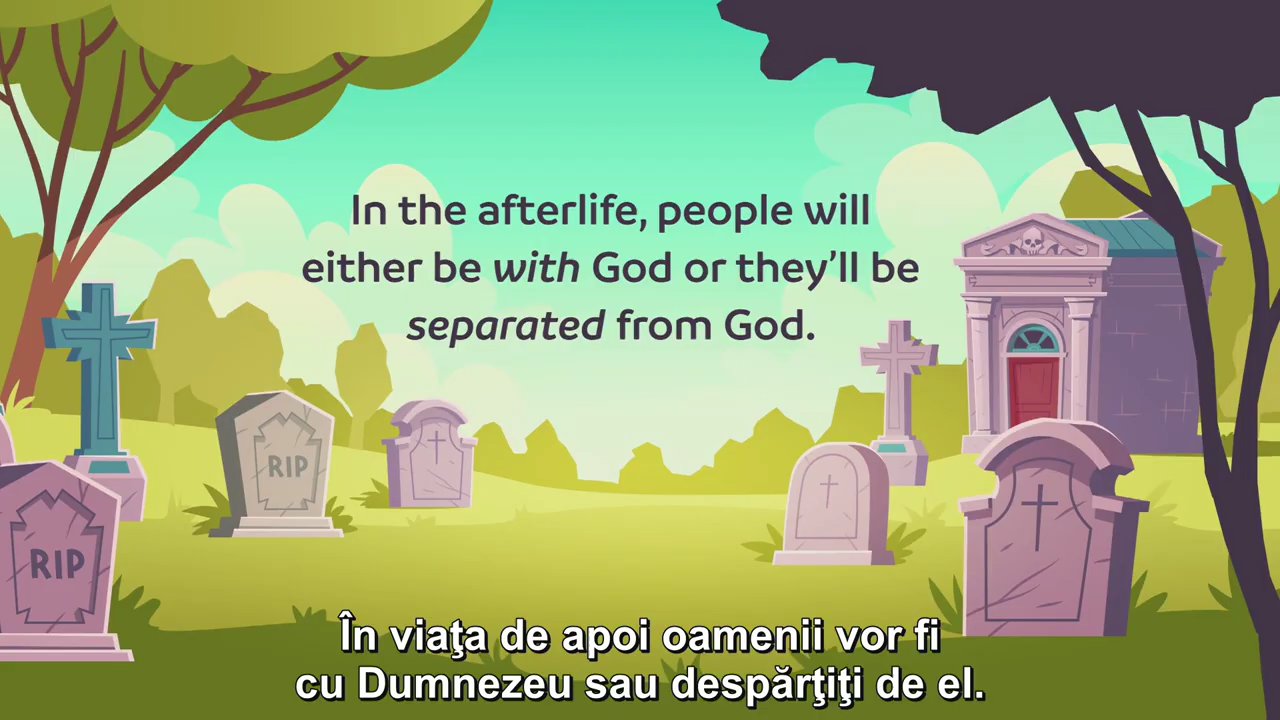 In the afterlife, people will
either be with God or they’ll be
separated from God.
RIP
RIP
În viaţa de apoi oamenii vor fi
cu Dumnezeu sau despărţiţi de el.